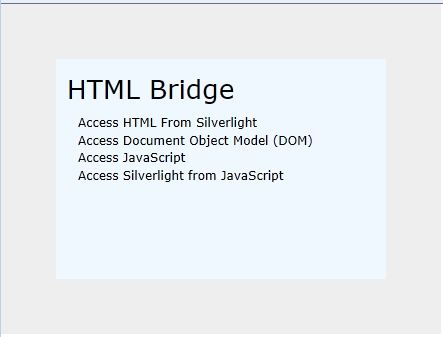 HTML Bridge
Access HTML From Silverlight
Access Document Object Model (DOM)
Access JavaScript
Access Silverlight from JavaScript